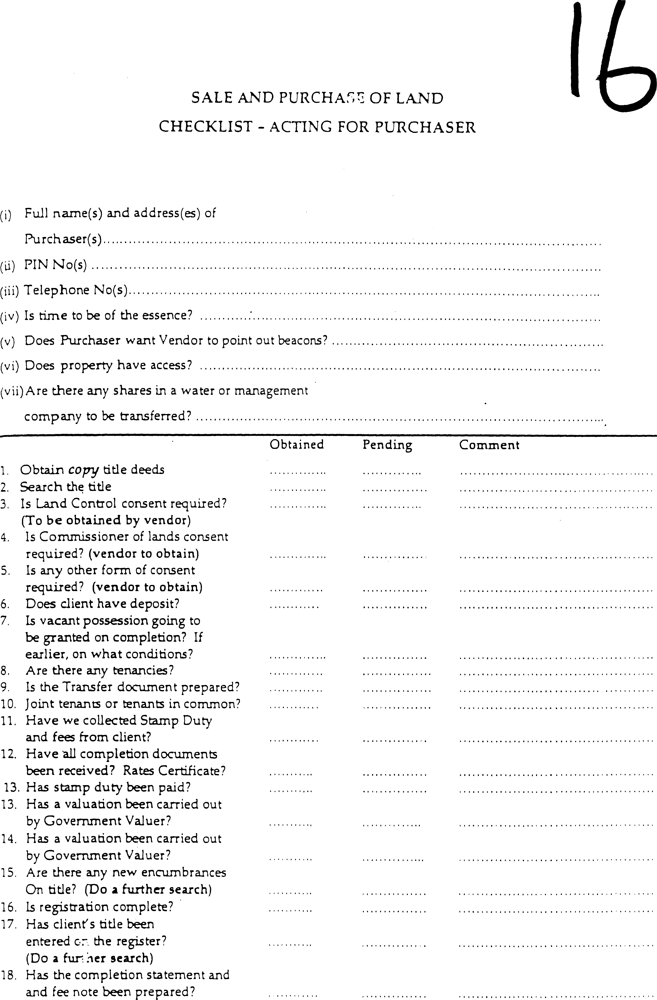 16
SALE AND PURCHASE OF LAND
CHECKLIST - ACTING FOR PURCHASER
(i) Full name(s) and address(es) of
Purchaser(s)..........
(ii) PIN No(s) ..........
(iii) Telephone No(s)..........
(iv) Is time to be of the essence? ..........
(v) Does Purchaser want Vendor to point out beacons? ..........
(vi) Does property have access? ..........
(vii) Are there any shares in a water or management
company to be transferred? ..........
Obtained Pending Comment
1. Obtain copy title deeds .......... .......... ..........
2. Search the title .......... .......... ..........
3. Is Land Control consent required? .......... .......... ..........
(To be obtained by vendor)
4. Is Commissioner of lands consent
required? (vendor to obtain) .......... .......... ..........
5. Is any other form of consent
required? (vendor to obtain) .......... .......... ..........
6. Does client have deposit? .......... .......... ..........
7. Is vacant possession going to
be granted on completion? If
earlier, on what conditions? .......... .......... ..........
8. Are there any tenancies? .......... .......... ..........
9. Is the Transfer document prepared? .......... .......... ..........
10. Joint tenants or tenants in common? .......... .......... ..........
11. Have we collected Stamp Duty
and fees from client? .......... .......... ..........
12. Have all completion documents
been received? Rates Certificate? .......... .......... ..........
13. Has stamp duty been paid? .......... .......... ..........
13. Has a valuation been carried out
by Government Valuer? .......... .......... ..........
14. Has a valuation been carried out
by Government Valuer? .......... .......... ..........
15. Are there any new encumbrances
On title? (Do a further search) .......... .......... ..........
16. Is registration complete? .......... .......... ..........
17. Has client's title been
entered on the register? .......... .......... ..........
(Do a further search)
18. Has the completion statement and
and fee note been prepared? .......... .......... ..........